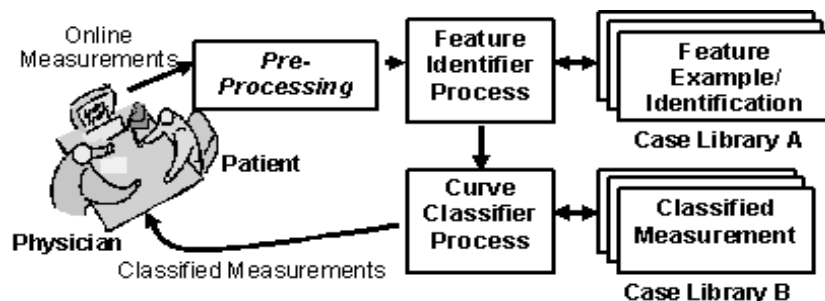 Online
Measurements
Pre-
Processing
Feature
Identifier
Process
Feature
Example/
Identification
Case Library A
Patient
Physician
Curve
Classifier
Process
Classified
Measurement
Case Library B
Classified Measurements